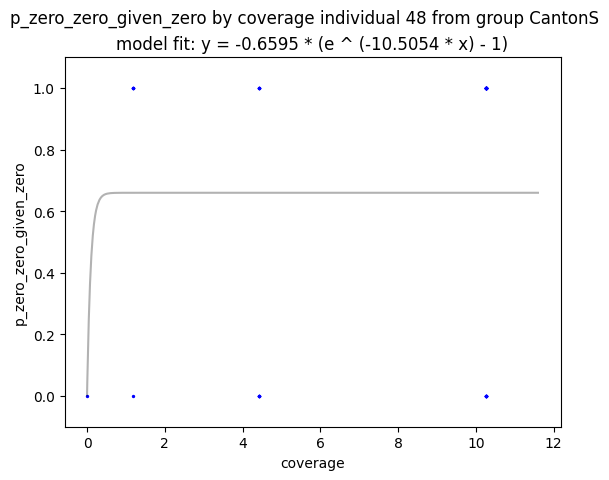 p_zero_zero_given_zero by coverage individual 48 from group CantonS
model fit: y = -0.6595 * (e ^ (-10.5054 * x) - 1)
1.0
0.8
0.6
0.4
0.2
0.0
p_zero_zero_given_zero
0 2 4 6 8 10 12
coverage